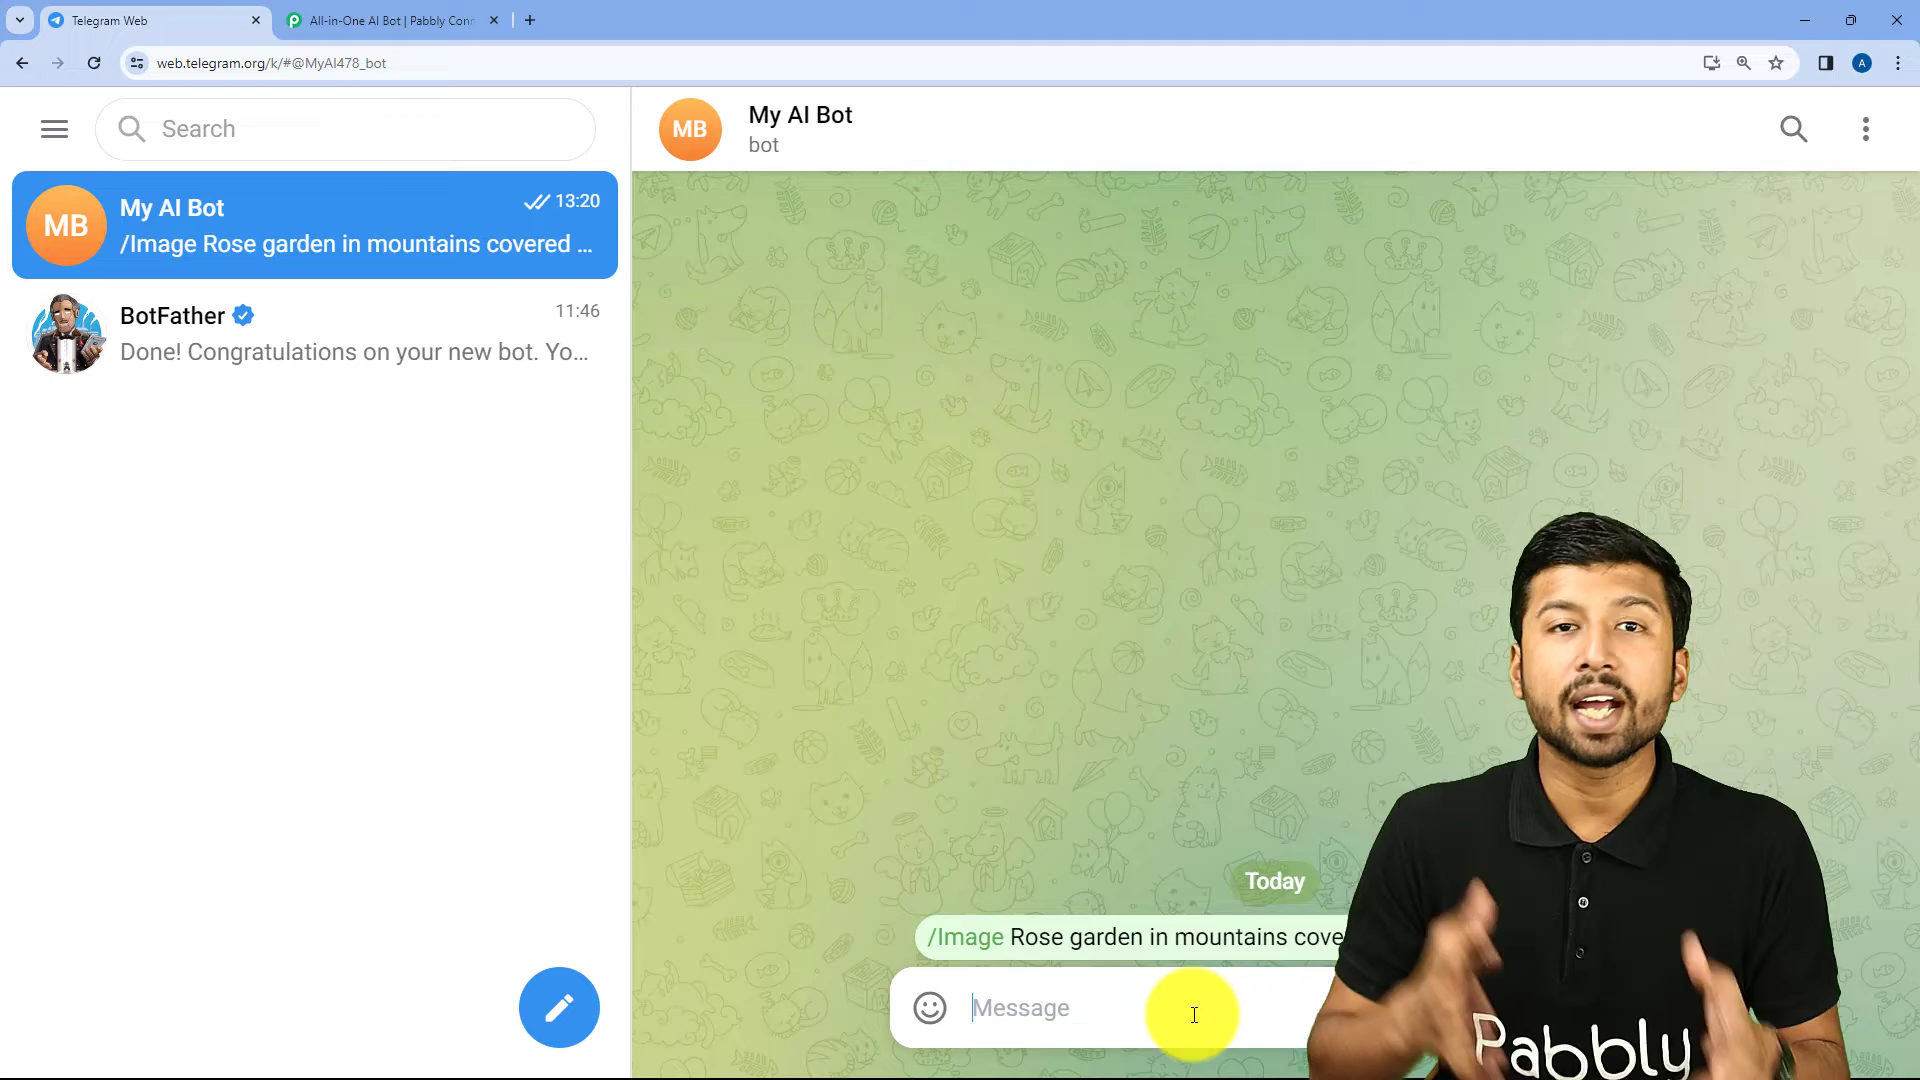 Telegram Web
All-in-One AI Bot | Pabbly Conn
web.telegram.org/k/#@MyAI478_bot
A
Search
MB
My AI Bot
bot
MB
My AI Bot
13:20
/Image Rose garden in mountains covered ...
BotFather
11:46
Done! Congratulations on your new bot. Yo...
Today
/Image Rose garden in mountains cove
Message
Pabbly